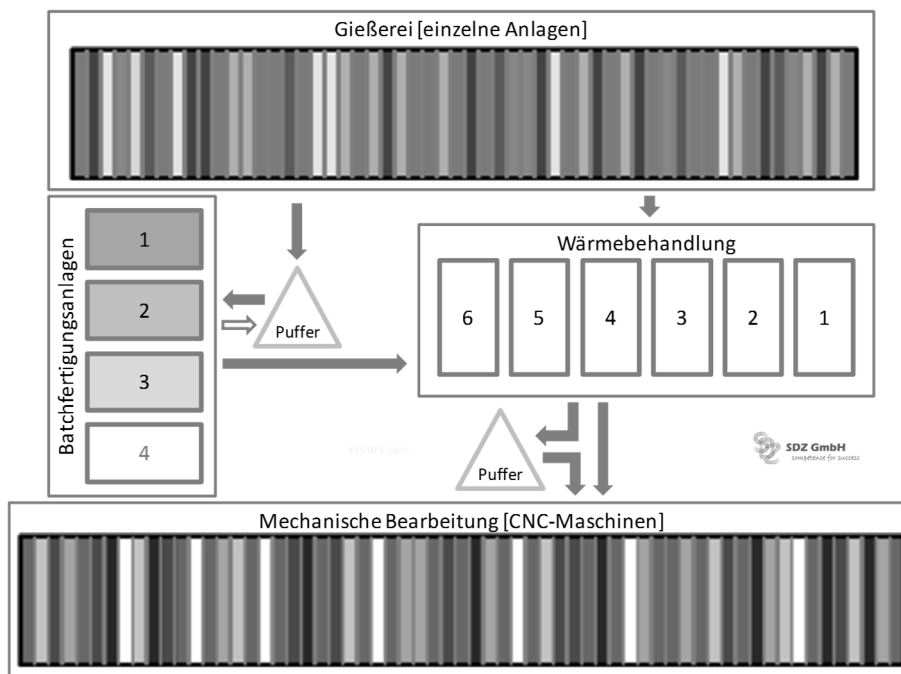 Gießerei [einzelne Anlagen]
Batchfertigungsanlagen
1
2
3
4
Puffer
Wärmebehandlung
6 5 4 3 2 1
Puffer
SDZ GmbH
competence for success
Mechanische Bearbeitung [CNC-Maschinen]